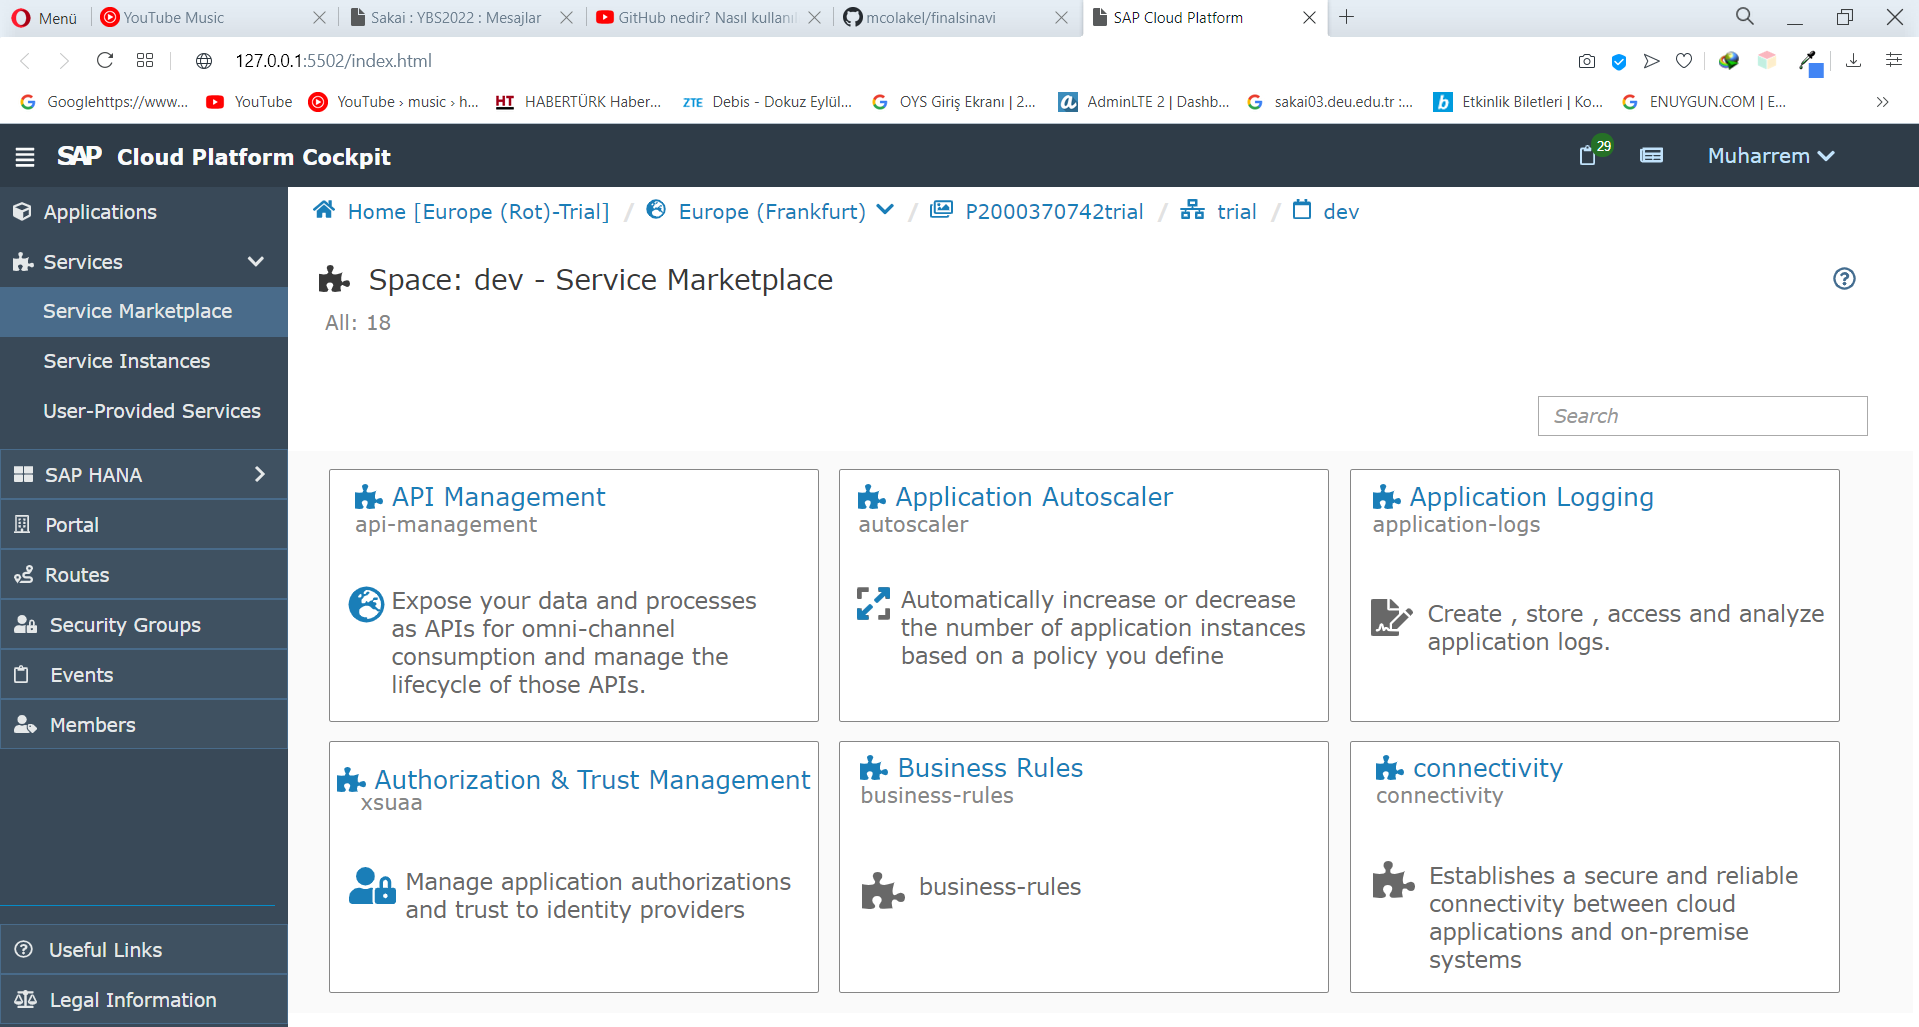 Menü
YouTube Music
Sakai : YBS2022 : Mesajlar
GitHub nedir? Nasıl kullanı
mcolakel/finalsinavi
SAP Cloud Platform
127.0.0.1:5502/index.html
Googlehttps://www...
YouTube
YouTube › music › h...
HT HABERTÜRK Haber...
ZTE Debis - Dokuz Eylül...
OYS Giriş Ekranı | 2...
AdminLTE 2 | Dashb...
sakai03.deu.edu.tr :...
Etkinlik Biletleri | Ko...
ENUYGUN.COM | E...
SAP Cloud Platform Cockpit
29
Muharrem
Applications
Services
Service Marketplace
Service Instances
User-Provided Services
SAP HANA
Portal
Routes
Security Groups
Events
Members
Useful Links
Legal Information
Home [Europe (Rot)-Trial] / Europe (Frankfurt) / P2000370742trial / trial / dev
Space: dev - Service Marketplace
All: 18
Search
API Management
api-management
Expose your data and processes
as APIs for omni-channel
consumption and manage the
lifecycle of those APIs.
Application Autoscaler
autoscaler
Automatically increase or decrease
the number of application instances
based on a policy you define
Application Logging
application-logs
Create , store , access and analyze
application logs.
Authorization & Trust Management
xsuaa
Manage application authorizations
and trust to identity providers
Business Rules
business-rules
business-rules
connectivity
connectivity
Establishes a secure and reliable
connectivity between cloud
applications and on-premise
systems